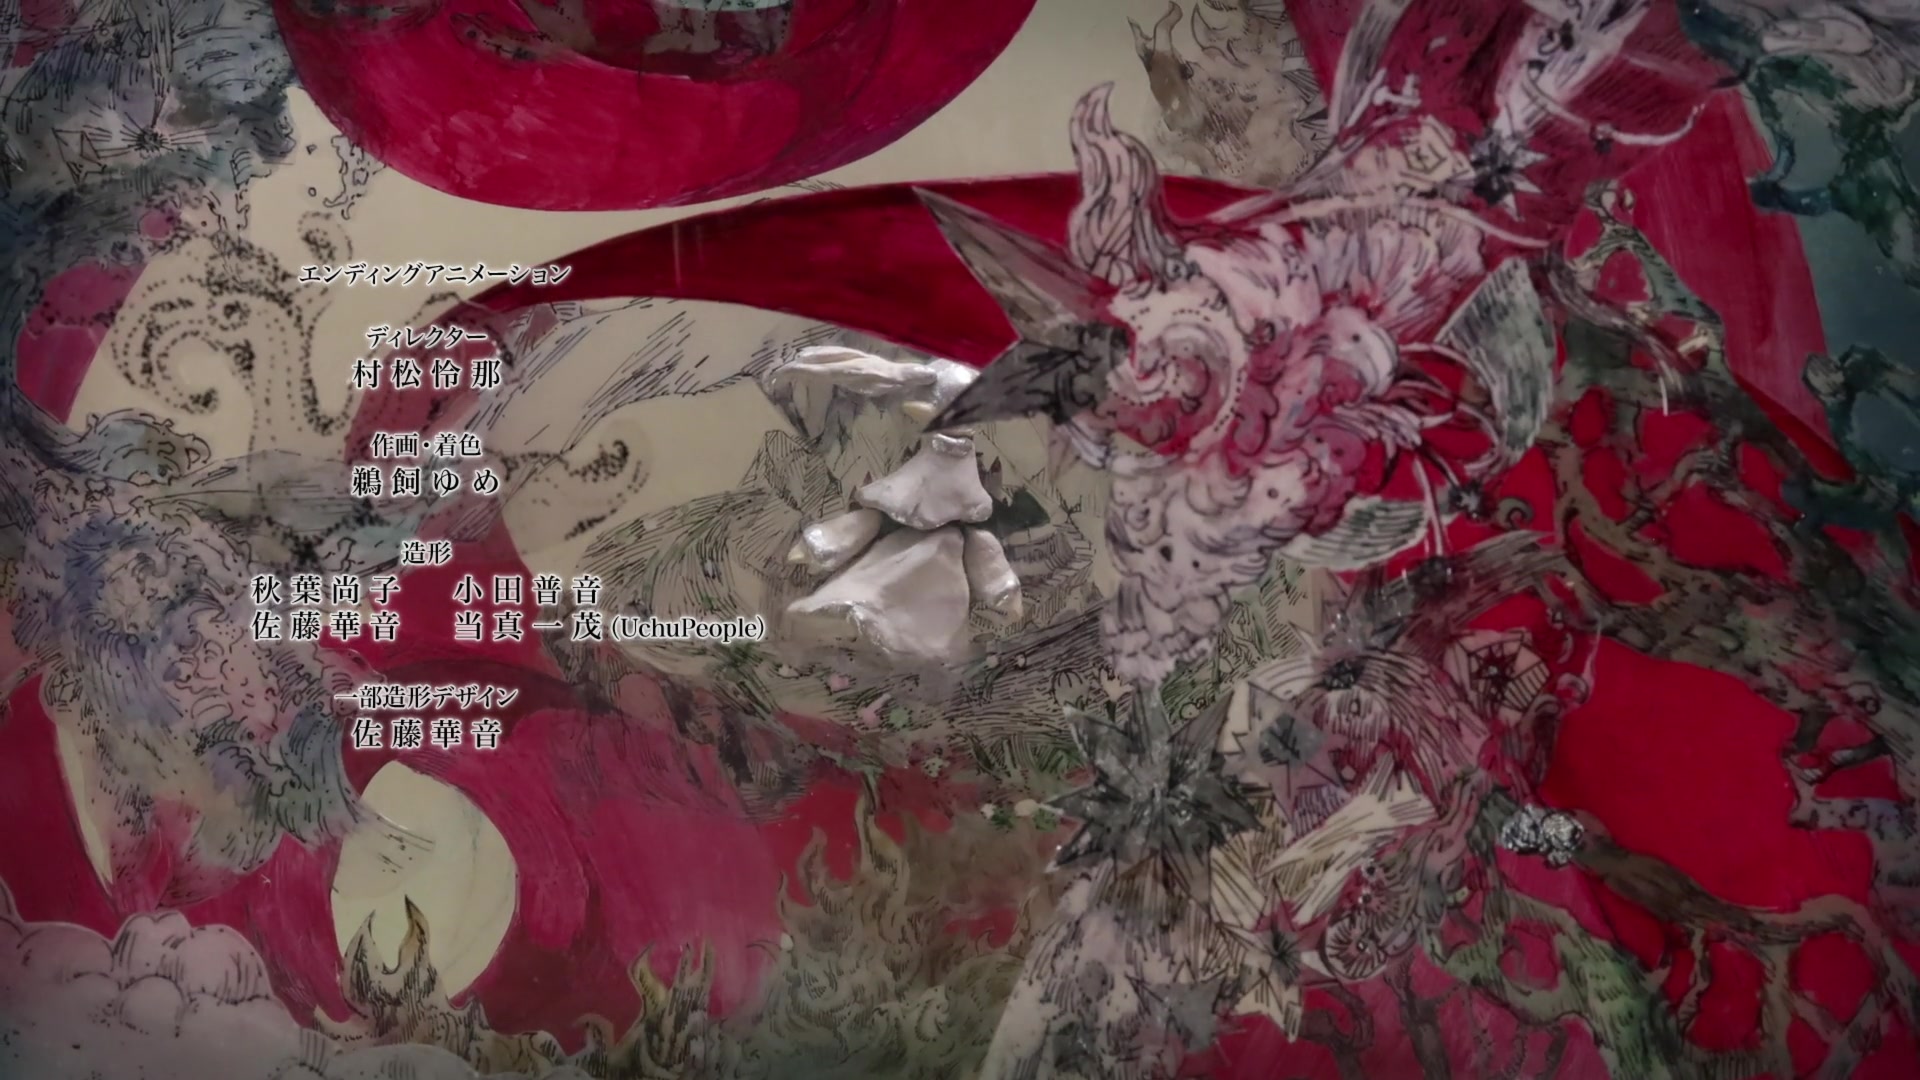 エンディングアニメーション
ディレクター
村松怜那
作画・着色
鵜飼ゆめ
造形
秋葉尚子　小田普音
佐藤華音　当真一茂(UchuPeople)
一部造形デザイン
佐藤華音